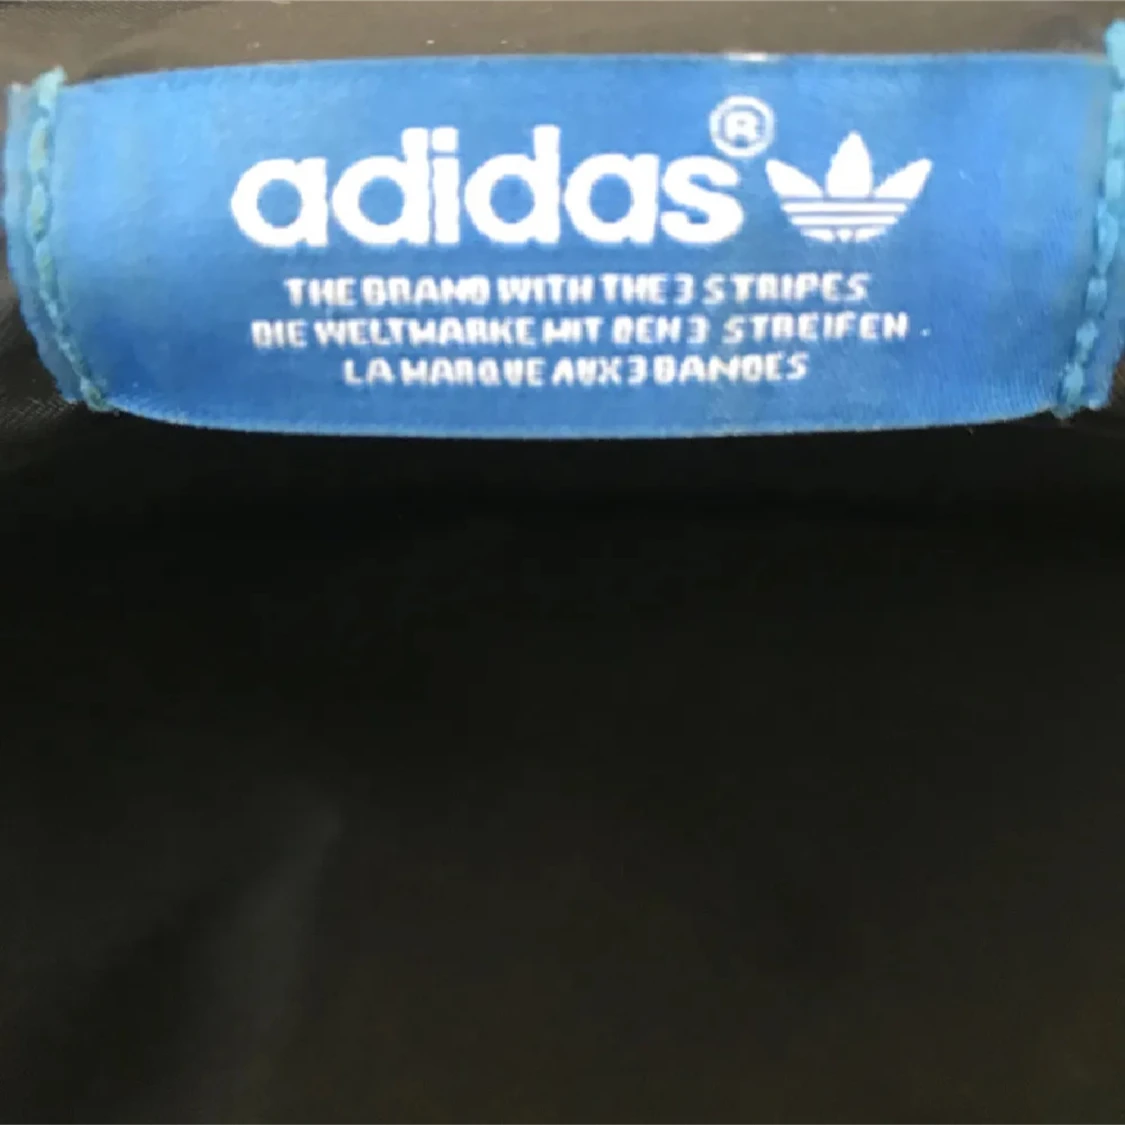 adidas®
THE BRAND WITH THE 3 STRIPES
DIE WELTMARKE MIT DEN 3 STREIFEN .
LA MARQUE AUX 3 BANDES